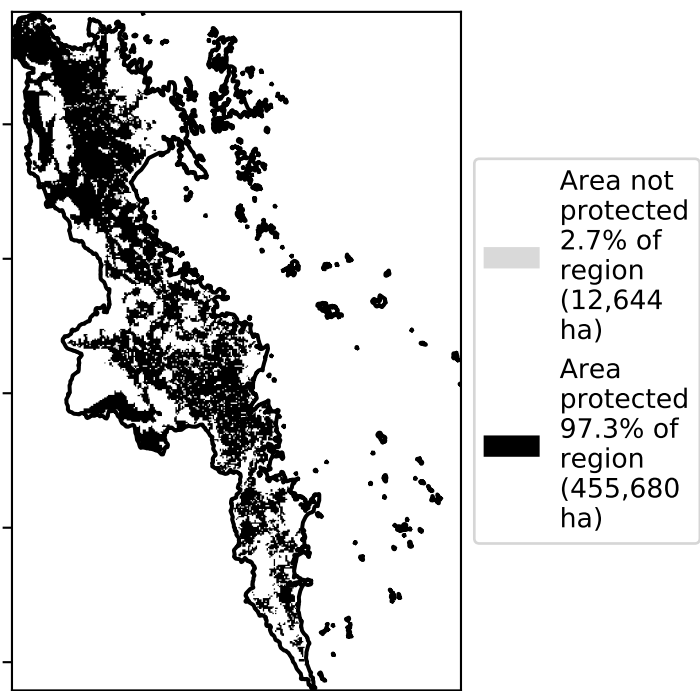 Area not
protected
2.7% of
region
(12,644
ha)
Area
protected
97.3% of
region
(455,680
ha)